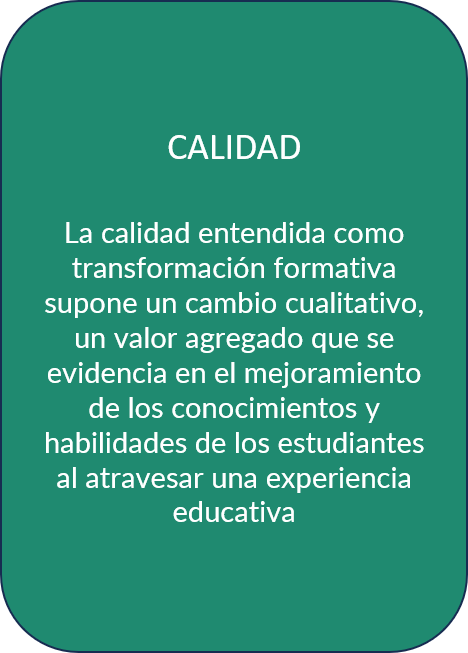 CALIDAD
La calidad entendida como
transformación formativa
supone un cambio cualitativo,
un valor agregado que se
evidencia en el mejoramiento
de los conocimientos y
habilidades de los estudiantes
al atravesar una experiencia
educativa